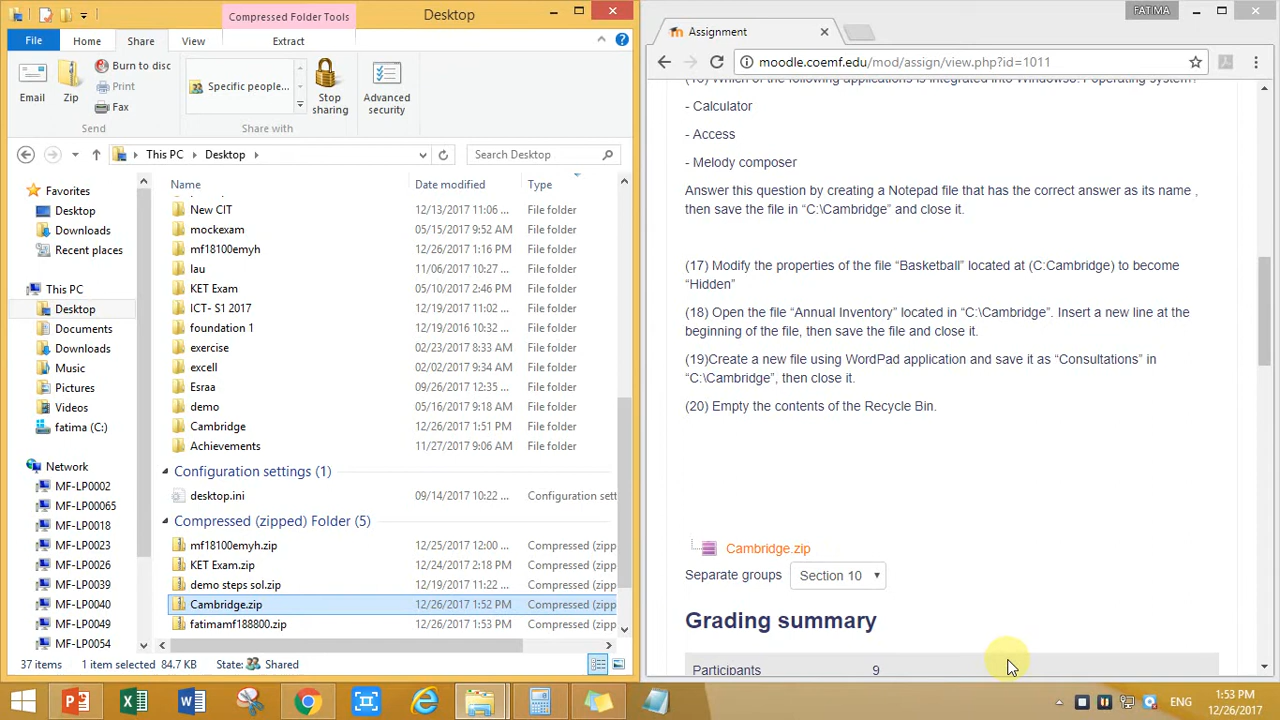 Compressed Folder Tools
Desktop
File
Home
Share
View
Extract
Email
Zip
Burn to disc
Print
Fax
Send
Specific people...
Share with
Stop
sharing
Advanced
security
This PC
Desktop
Search Desktop
Favorites
Desktop
Downloads
Recent places
This PC
Desktop
Documents
Downloads
Music
Pictures
Videos
fatima (C:)
Network
MF-LP0002
MF-LP00065
MF-LP0018
MF-LP0023
MF-LP0026
MF-LP0039
MF-LP0040
MF-LP0049
MF-LP0054
Name Date modified Type
New CIT 12/13/2017 11:06 ... File folder
mockexam 05/15/2017 9:52 AM File folder
mf18100emyh 12/26/2017 1:16 PM File folder
lau 11/06/2017 10:27 ... File folder
KET Exam 05/10/2017 2:46 PM File folder
ICT- S1 2017 12/19/2017 11:02 ... File folder
foundation 1 12/19/2016 10:32 ... File folder
exercise 02/23/2017 8:33 AM File folder
excell 02/02/2017 9:34 AM File folder
Esraa 09/26/2017 12:35 ... File folder
demo 05/16/2017 9:18 AM File folder
Cambridge 12/26/2017 1:51 PM File folder
Achievements 11/27/2017 9:06 AM File folder
Configuration settings (1)
desktop.ini 09/14/2017 10:22 ... Configuration sett
Compressed (zipped) Folder (5)
mf18100emyh.zip 12/25/2017 12:00 ... Compressed (zipp
KET Exam.zip 12/24/2017 2:18 PM Compressed (zipp
demo steps sol.zip 12/19/2017 11:22 ... Compressed (zipp
Cambridge.zip 12/26/2017 1:52 PM Compressed (zipp
fatimamf188800.zip 12/26/2017 1:53 PM Compressed (zipp
37 items 1 item selected 84.7 KB State: Shared
FATIMA
Assignment
moodle.coemf.edu/mod/assign/view.php?id=1011
- Calculator
- Access
- Melody composer
Answer this question by creating a Notepad file that has the correct answer as its name ,
then save the file in “C:\Cambridge” and close it.
(17) Modify the properties of the file “Basketball” located at (C:Cambridge) to become
“Hidden”
(18) Open the file “Annual Inventory” located in “C:\Cambridge”. Insert a new line at the
beginning of the file, then save the file and close it.
(19)Create a new file using WordPad application and save it as “Consultations” in
“C:\Cambridge”, then close it.
(20) Empty the contents of the Recycle Bin.
Cambridge.zip
Separate groups Section 10
Grading summary
Participants 9
ENG
1:53 PM
12/26/2017